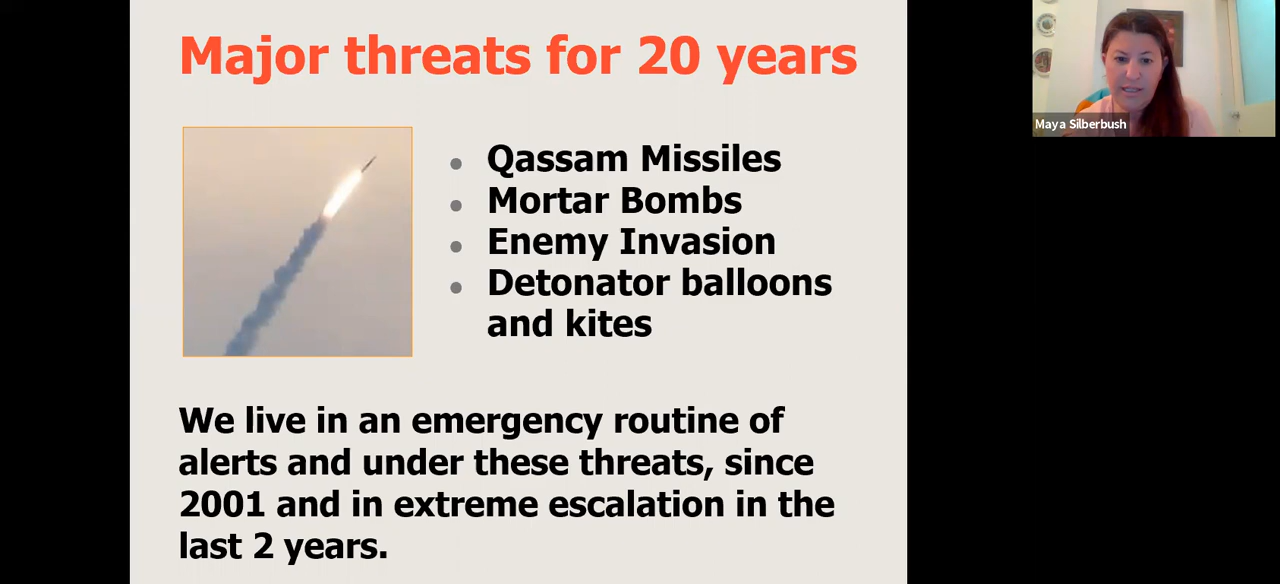 Major threats for 20 years
Maya Silberbush
• Qassam Missiles
• Mortar Bombs
• Enemy Invasion
• Detonator balloons
and kites
We live in an emergency routine of
alerts and under these threats, since
2001 and in extreme escalation in the
last 2 years.